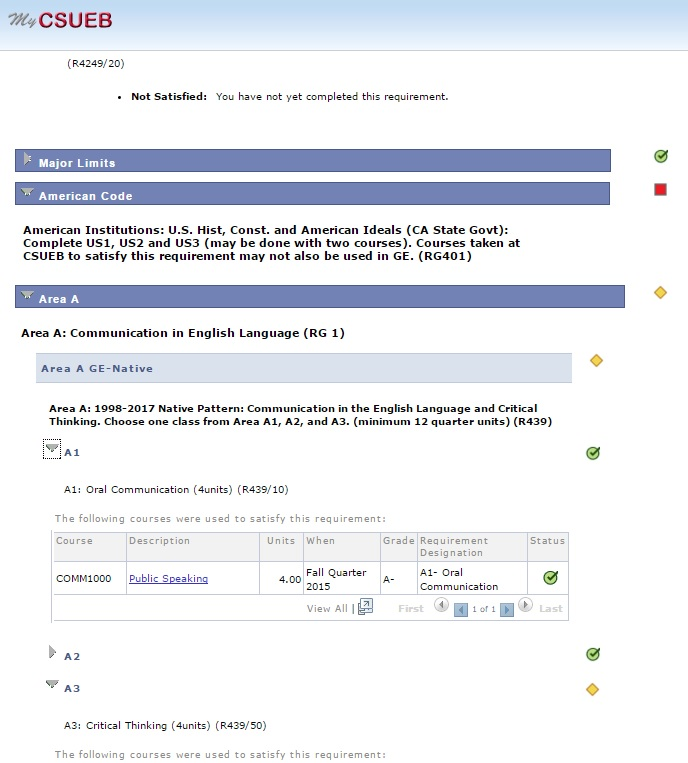 My CSUEB
(R4249/20)
• Not Satisfied: You have not yet completed this requirement.
Major Limits
American Code
American Institutions: U.S. Hist, Const. and American Ideals (CA State Govt):
Complete US1, US2 and US3 (may be done with two courses). Courses taken at
CSUEB to satisfy this requirement may not also be used in GE. (RG401)
Area A
Area A: Communication in English Language (RG 1)
Area A GE-Native
Area A: 1998-2017 Native Pattern: Communication in the English Language and Critical
Thinking. Choose one class from Area A1, A2, and A3. (minimum 12 quarter units) (R439)
A1
A1: Oral Communication (4units) (R439/10)
The following courses were used to satisfy this requirement:
Course Description Units When Grade Requirement Designation Status
COMM1000 Public Speaking 4.00 Fall Quarter 2015 A- A1- Oral Communication
View All | First 1 of 1 Last
A2
A3
A3: Critical Thinking (4units) (R439/50)
The following courses were used to satisfy this requirement: